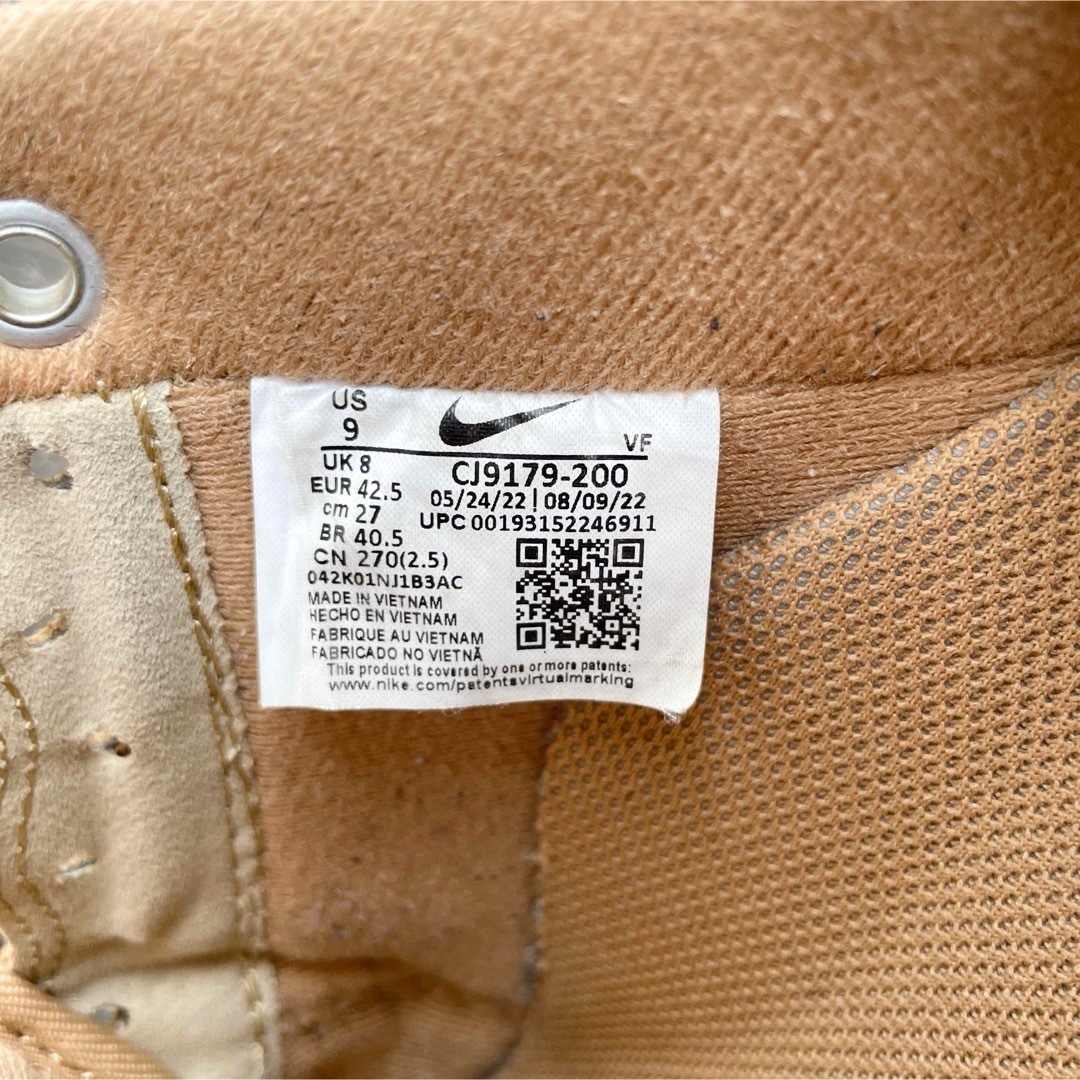 US
9
VF
UK 8
CJ9179-200
EUR 42.5
05/24/22 | 08/09/22
cm 27
UPC 00193152246911
BR 40.5
CN 270(2.5)
042K01NJ1B3AC
MADE IN VIETNAM
HECHO EN VIETNAM
FABRIQUE AU VIETNAM
FABRICADO NO VIETNÃ
This product is covered by one or more patents:
www.nike.com/patentsvirtualmarking